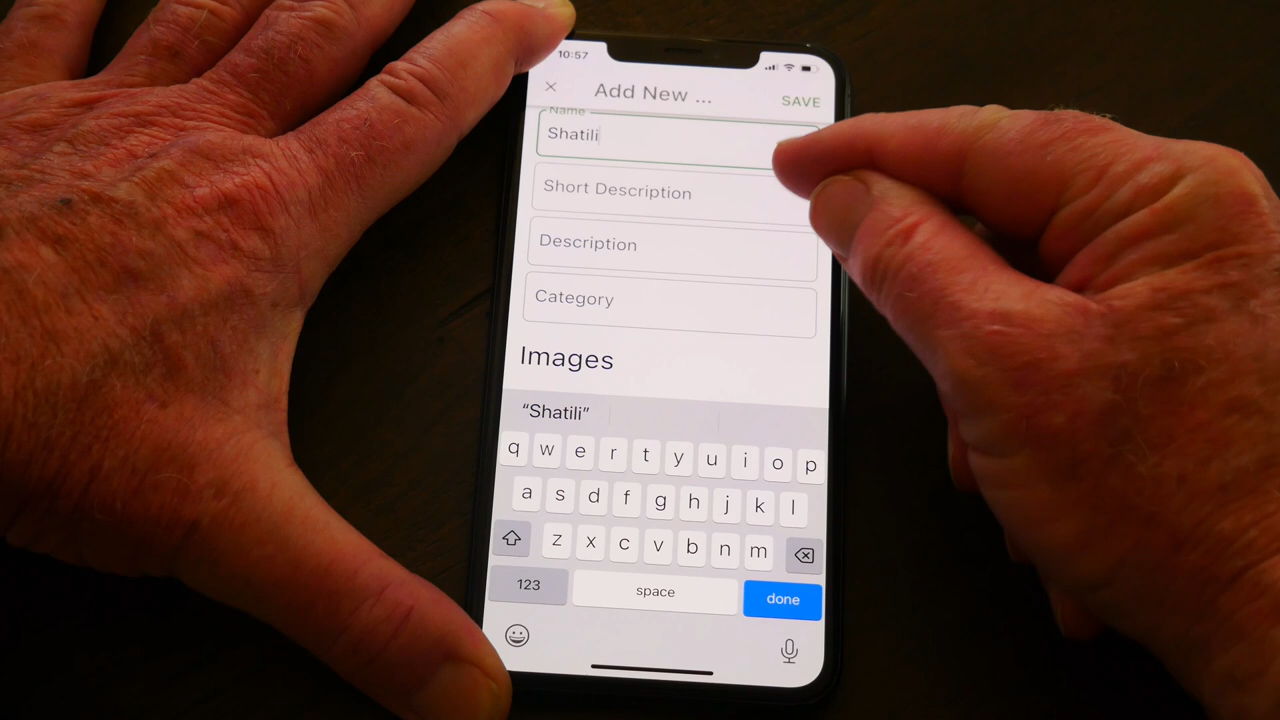 10:57
Add New ...
SAVE
Name
Shatili
Short Description
Description
Category
Images
“Shatili”
q w e r t y u i o p
a s d f g h j k l
z x c v b n m
123 space done